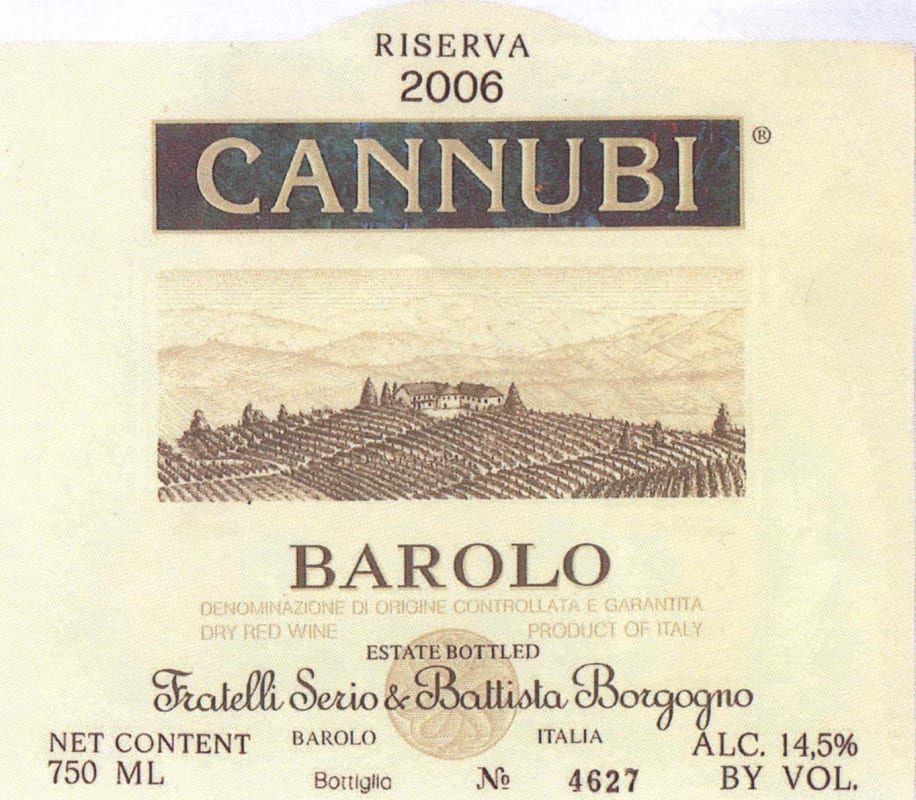 RISERVA
2006
CANNUBI ®
BAROLO
DENOMINAZIONE DI ORIGINE CONTROLLATA E GARANTITA
DRY RED WINE PRODUCT OF ITALY
ESTATE BOTTLED
Fratelli Serio & Battista Borgogno
NET CONTENT BAROLO ITALIA ALC. 14,5%
750 ML Bottiglia No 4627 BY VOL.